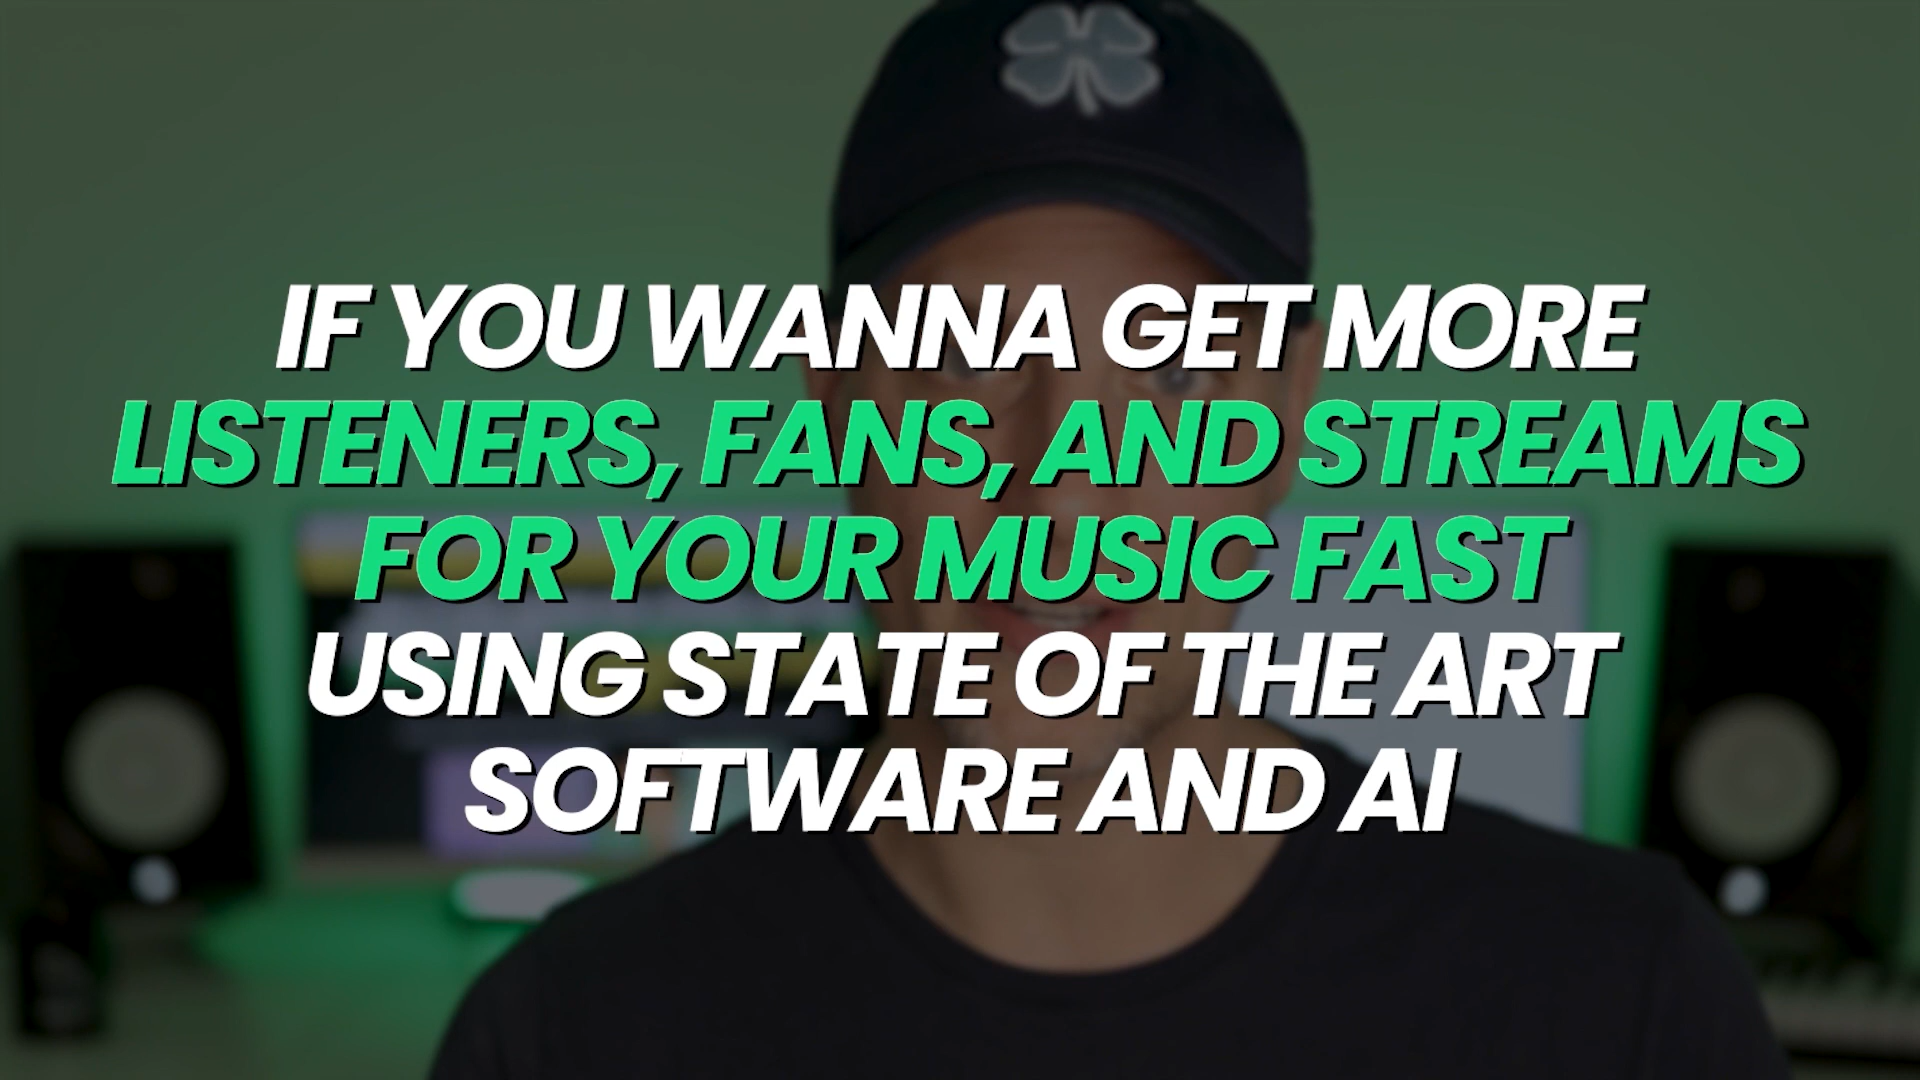 IF YOU WANNA GET MORE
LISTENERS, FANS, AND STREAMS
FOR YOUR MUSIC FAST
USING STATE OF THE ART
SOFTWARE AND AI